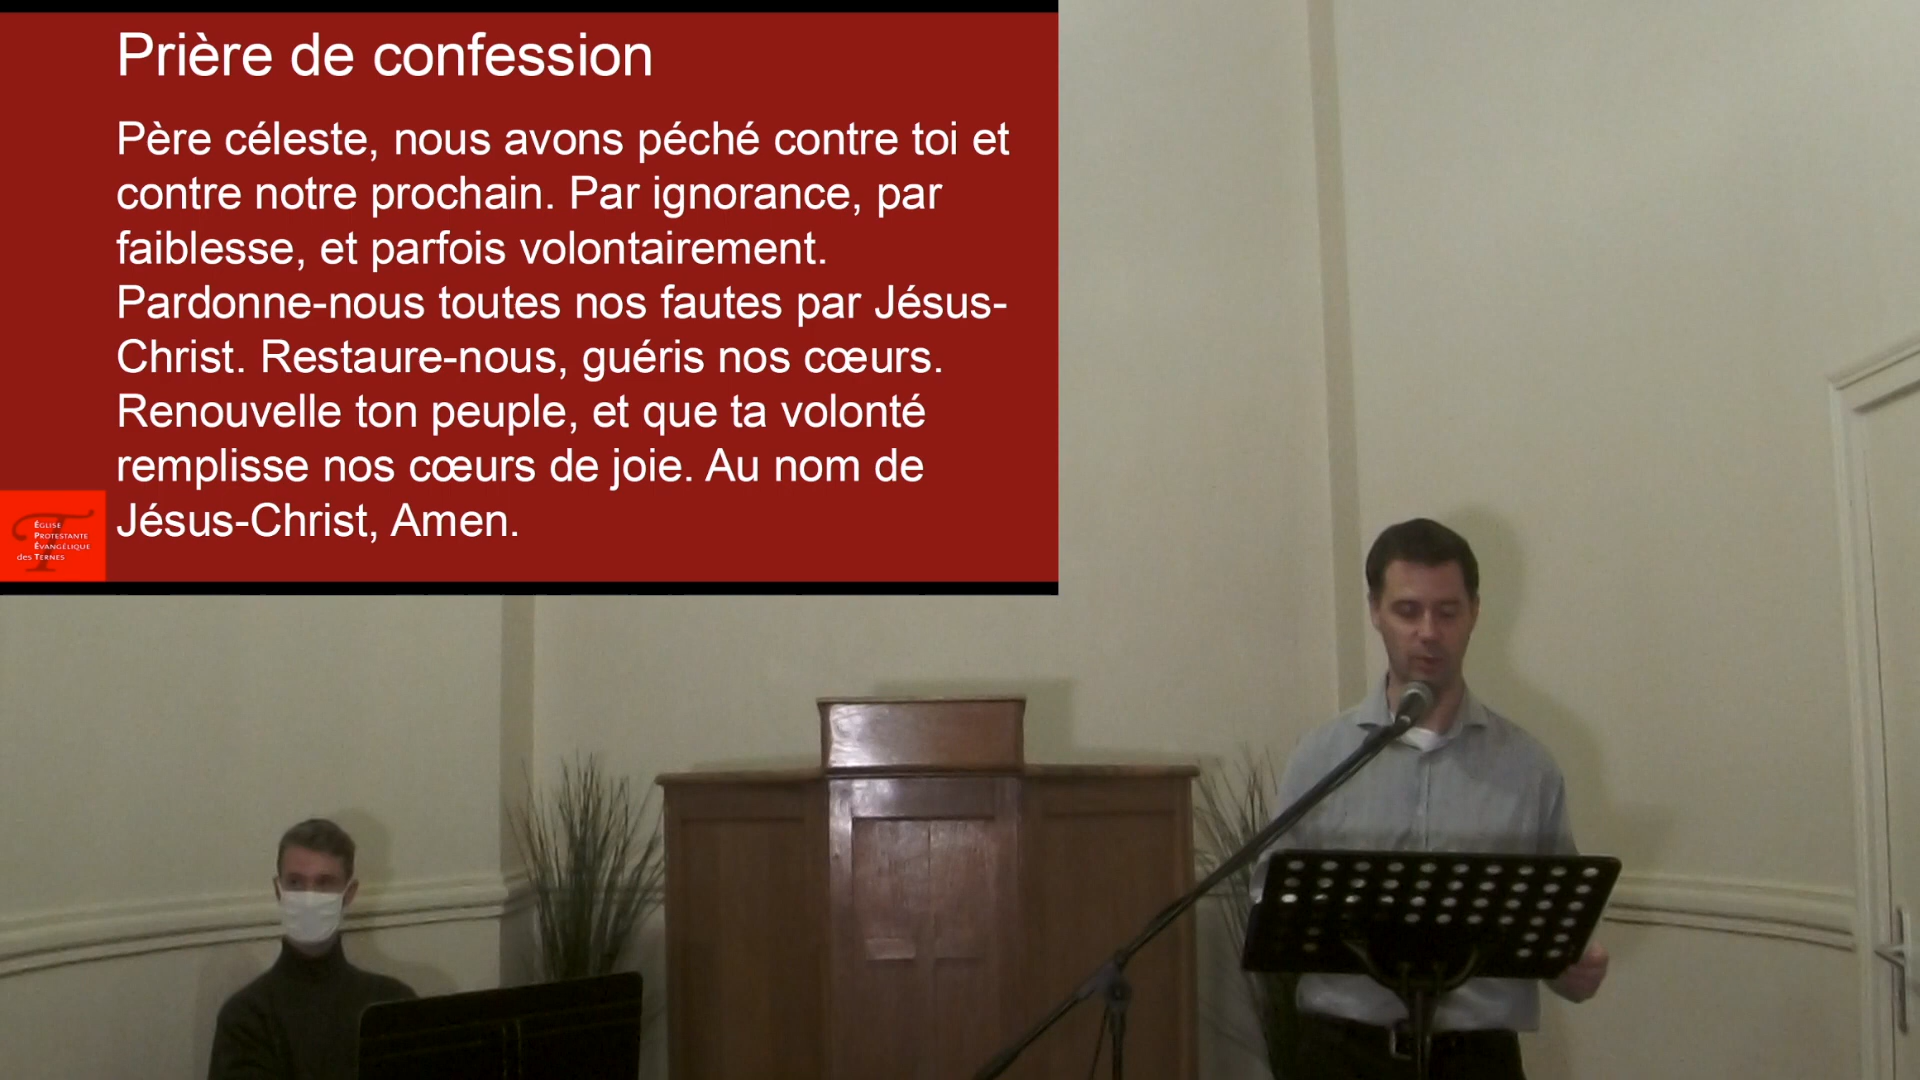 Prière de confession
Père céleste, nous avons péché contre toi et
contre notre prochain. Par ignorance, par
faiblesse, et parfois volontairement.
Pardonne-nous toutes nos fautes par Jésus-
Christ. Restaure-nous, guéris nos cœurs.
Renouvelle ton peuple, et que ta volonté
remplisse nos cœurs de joie. Au nom de
Jésus-Christ, Amen.
ÉGLISE
PROTESTANTE
ÉVANGÉLIQUE
des TERNES